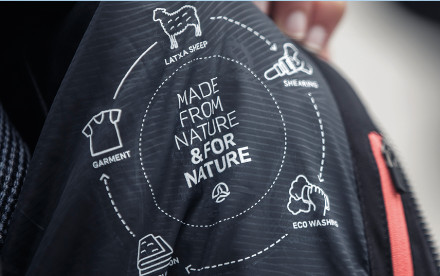 LATXA SHEEP
SHEARING
MADE
FROM
NATURE
& FOR
NATURE
GARMENT
ECO WASHING